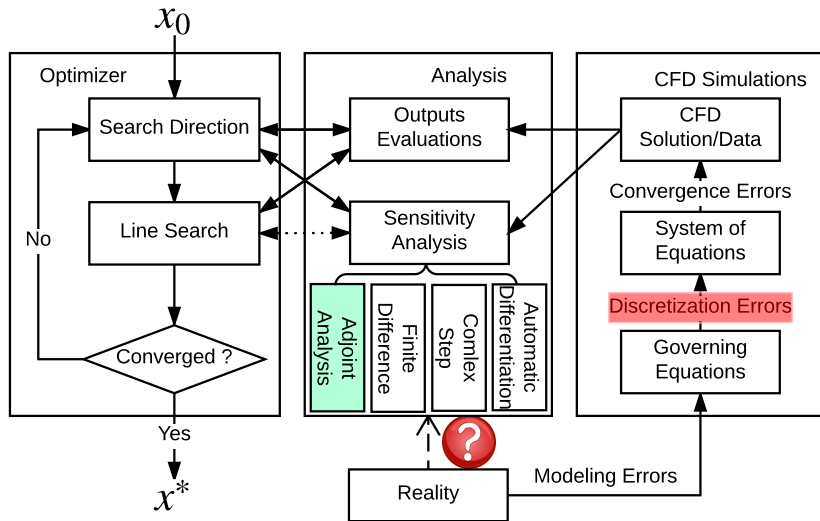 x0
Optimizer
Analysis
CFD Simulations
Search Direction
Outputs
Evaluations
CFD
Solution/Data
Convergence Errors
Line Search
Sensitivity
Analysis
System of
Equations
No
Discretization Errors
Adjoint
Analysis
Finite
Difference
Comlex
Step
Automatic
Differentiation
Converged ?
Governing
Equations
Yes
?
Modeling Errors
Reality
x*